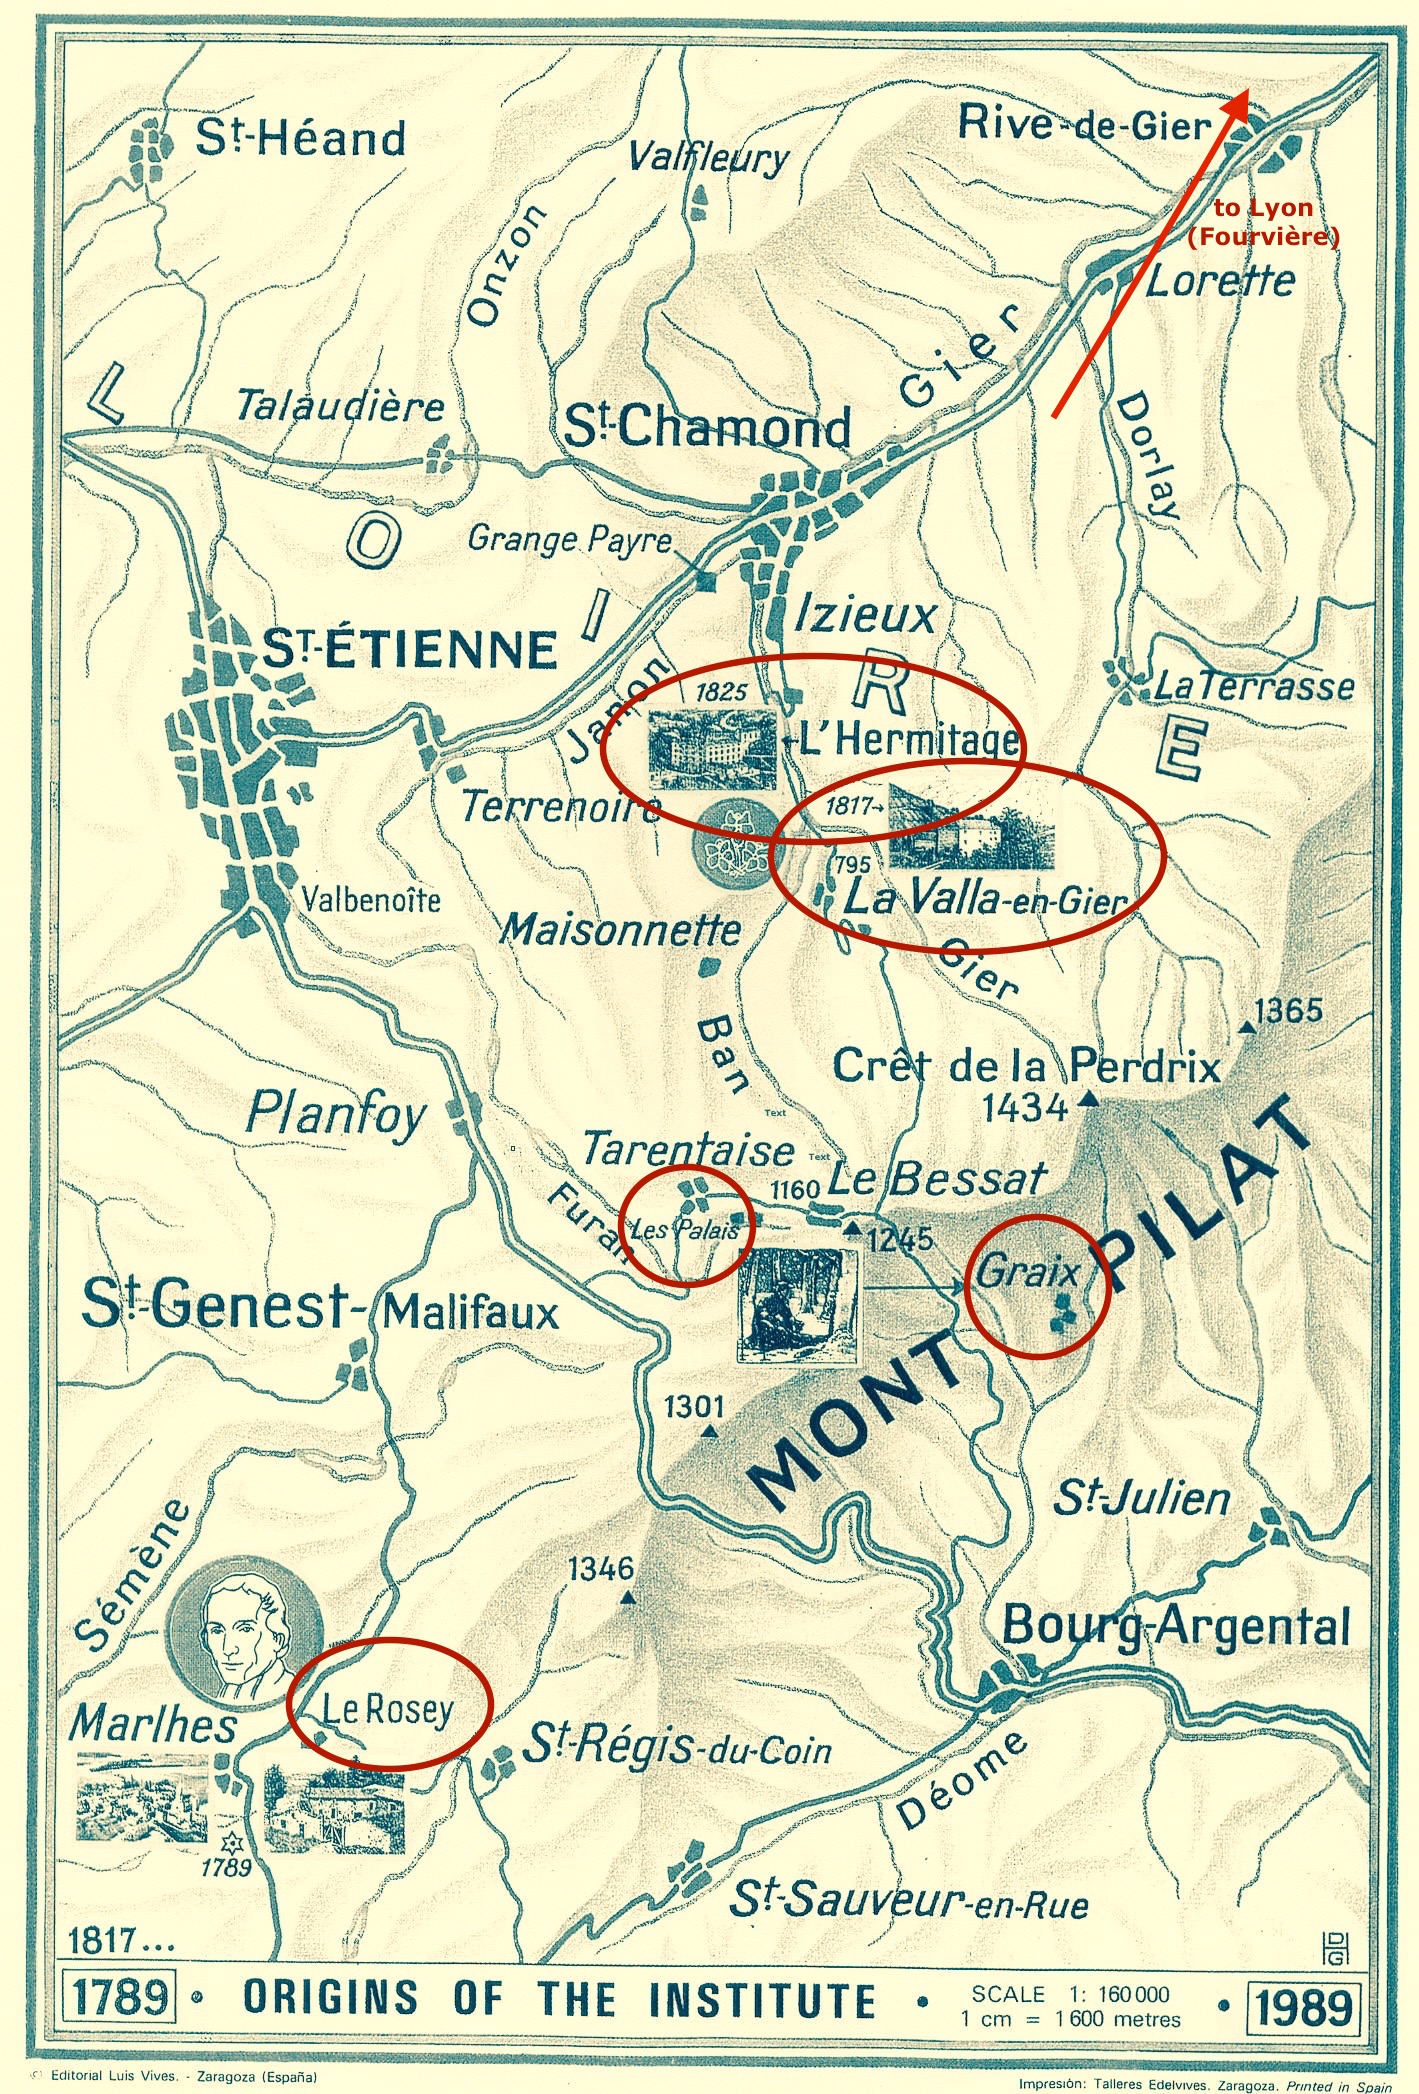 St-Héand
Valfleury
Rive-de-Gier
to Lyon
(Fourvière)
Onzon
Lorette
Gier
L
Talaudière
St-Chamond
Dorlay
O
Grange Payre
I
Izieux
ST-ÉTIENNE
R
Janon
1825
La Terrasse
L'Hermitage
E
Terrenoire
1817→
795
Valbenoîte
La Valla-en-Gier
Maisonnette
Gier
1365
Ban
Crêt de la Perdrix
1434
Planfoy
Text
Tarentaise
Text
1160
Le Bessat
PILAT
Furan
Les Palais
1245
Graix
St-Genest-Malifaux
MONT
1301
St-Julien
Sémène
1346
Bourg-Argental
Le Rosey
Marlhes
St-Régis-du-Coin
Déome
1789
St-Sauveur-en-Rue
1817...
DHG
1789 • ORIGINS OF THE INSTITUTE • SCALE 1: 160 000 • 1989
1 cm = 1 600 metres
© Editorial Luis Vives. - Zaragoza (España)
Impresión: Talleres Edelvives. Zaragoza. Printed in Spain